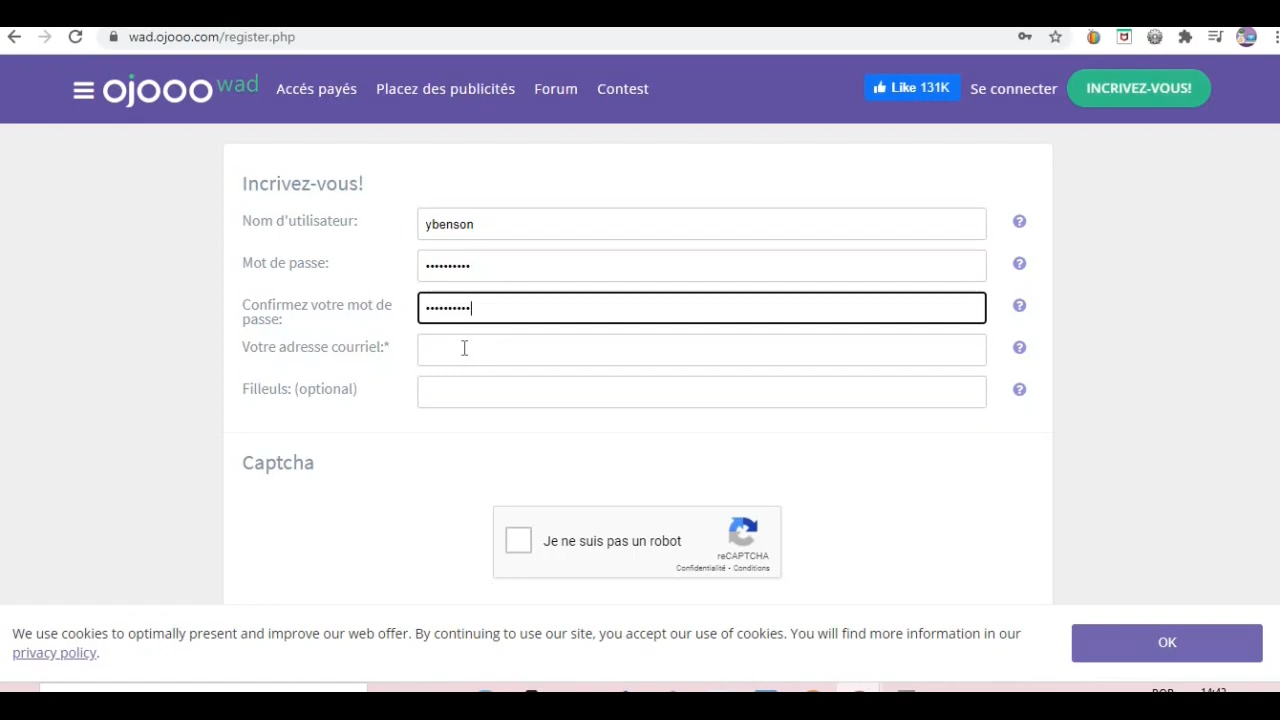 wad.ojooo.com/register.php
ojooo wad Accés payés Placez des publicités Forum Contest Like 131K Se connecter INCRIVEZ-VOUS!
Incrivez-vous!
Nom d'utilisateur: ybenson
Mot de passe: ••••••••••
Confirmez votre mot de
passe: ••••••••••
Votre adresse courriel:*
Filleuls: (optional)
Captcha
Je ne suis pas un robot
reCAPTCHA
Confidentialité - Conditions
We use cookies to optimally present and improve our web offer. By continuing to use our site, you accept our use of cookies. You will find more information in our
privacy policy.
OK